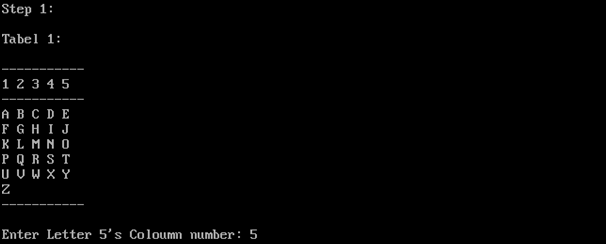 Step 1:
Tabel 1:
-----------
1 2 3 4 5
-----------
A B C D E
F G H I J
K L M N O
P Q R S T
U V W X Y
Z
-----------
Enter Letter 5's Coloumn number: 5